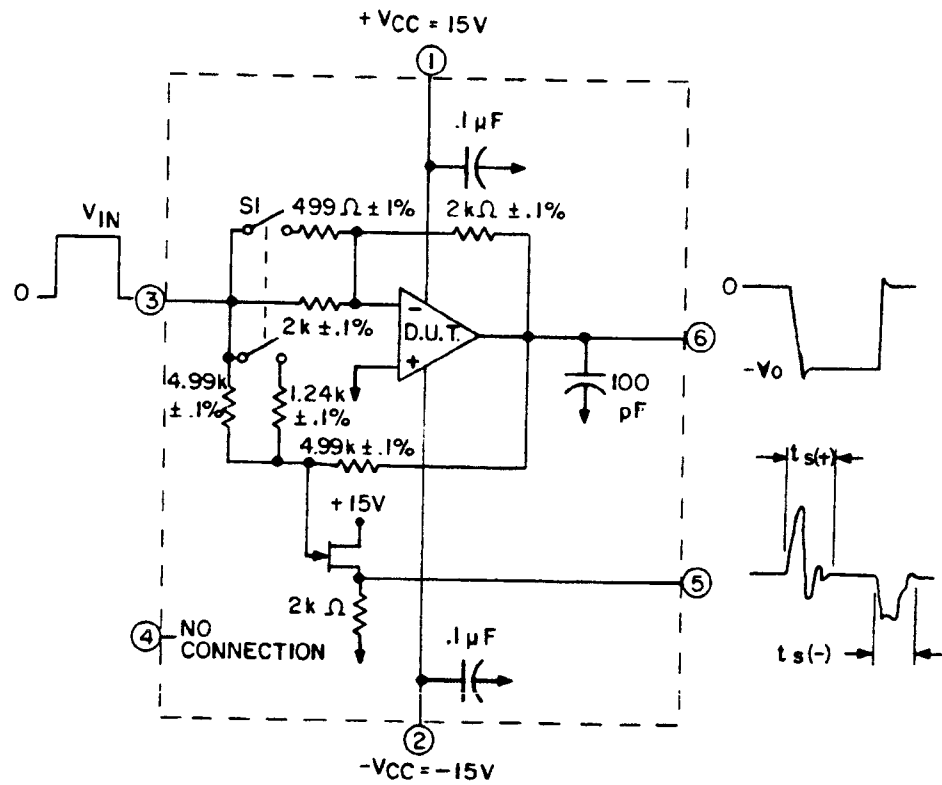 +VCC = 15V
1
.1 µF
S1
499 Ω ± 1%
2kΩ ± .1%
VIN
0
3
2k ± .1%
−
D.U.T.
+
6
0
-Vo
4.99k
± .1%
1.24k
± .1%
100
pF
4.99k ± .1%
+15V
ts(+)
5
2k Ω
4
NO
CONNECTION
.1 µF
ts(-)
2
-VCC = -15V